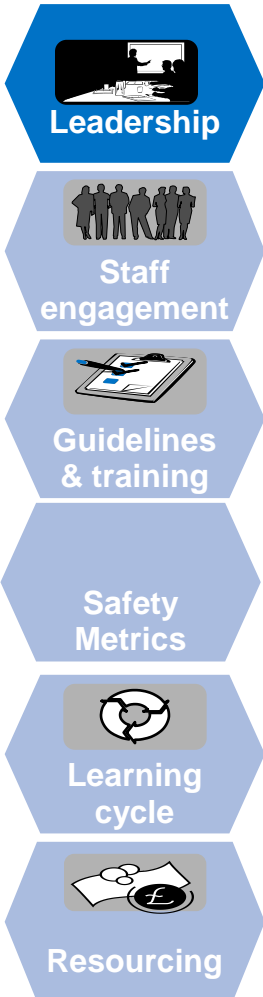 Leadership
Staff
engagement
Guidelines
& training
Safety
Metrics
Learning
cycle
£
Resourcing